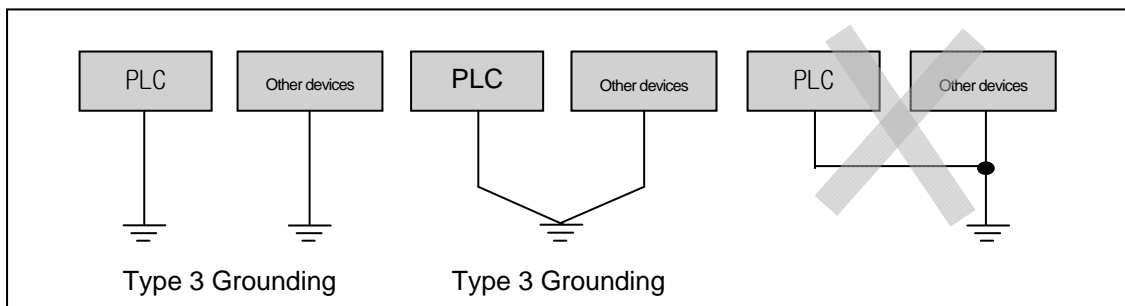 PLC Other devices PLC Other devices PLC Other devices
Type 3 Grounding Type 3 Grounding